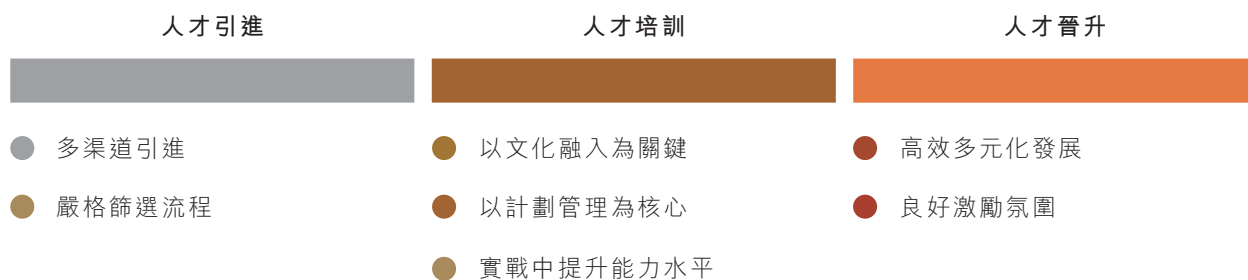 人才引進
多渠道引進
嚴格篩選流程
人才培訓
以文化融入為關鍵
以計劃管理為核心
實戰中提升能力水平
人才晉升
高效多元化發展
良好激勵氛圍